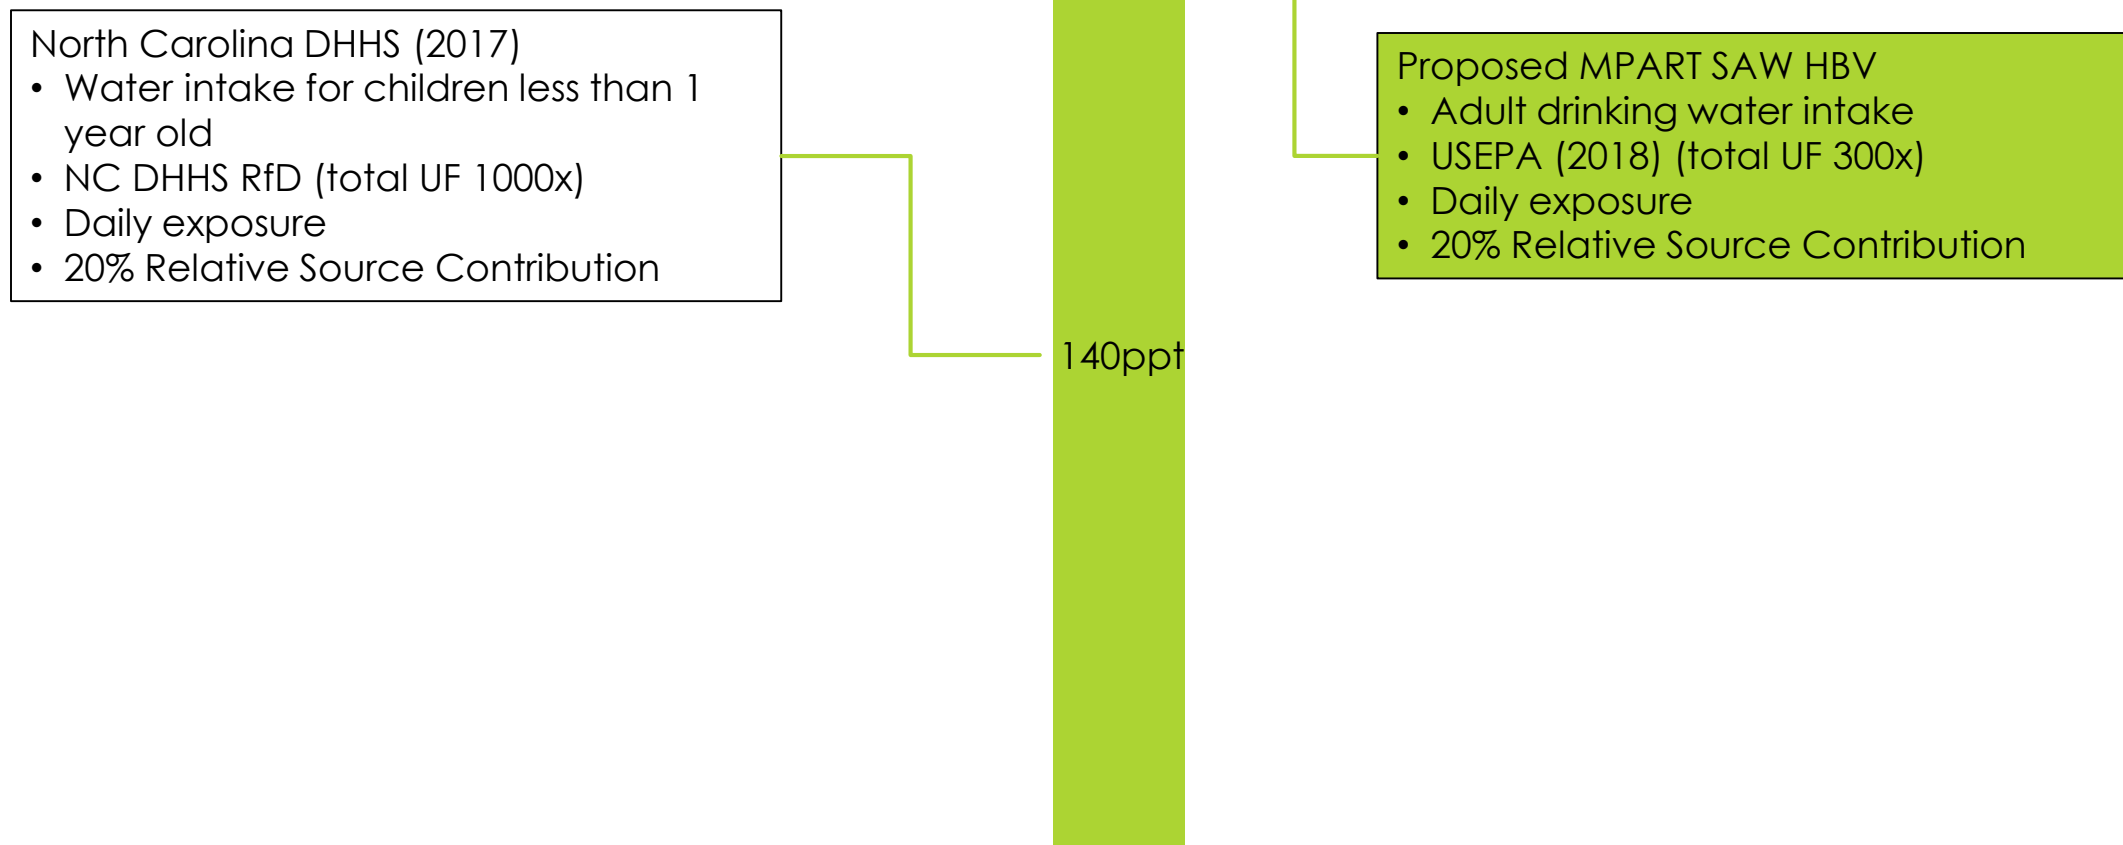 North Carolina DHHS (2017)
• Water intake for children less than 1
year old
• NC DHHS RfD (total UF 1000x)
• Daily exposure
• 20% Relative Source Contribution
Proposed MPART SAW HBV
• Adult drinking water intake
• USEPA (2018) (total UF 300x)
• Daily exposure
• 20% Relative Source Contribution
140ppt